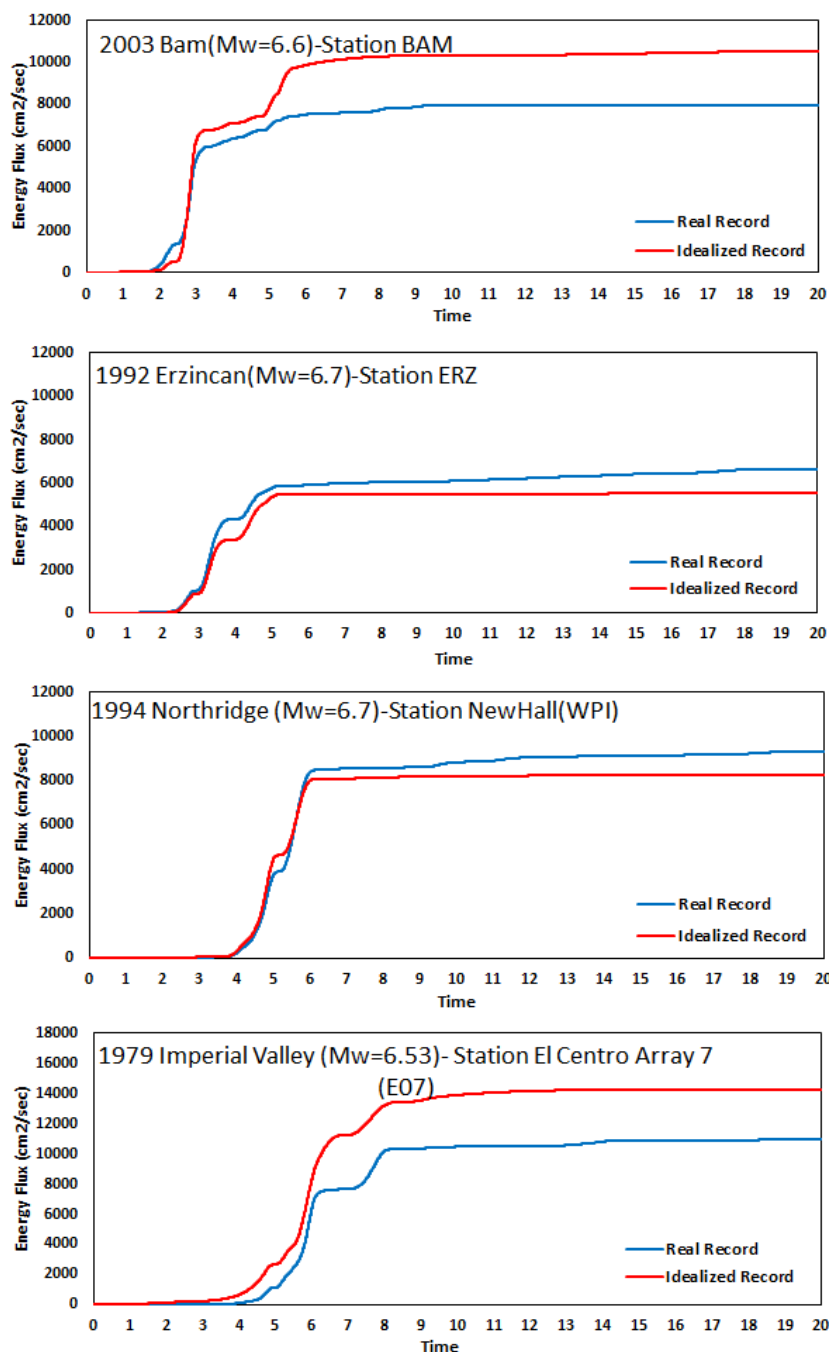 12000
10000
8000
6000
4000
2000
0
Energy Flux (cm2/sec)
2003 Bam(Mw=6.6)-Station BAM
Real Record
Idealized Record
0 1 2 3 4 5 6 7 8 9 10 11 12 13 14 15 16 17 18 19 20
Time
12000
10000
8000
6000
4000
2000
0
Energy Flux (cm2/sec)
1992 Erzincan(Mw=6.7)-Station ERZ
Real Record
Idealized Record
0 1 2 3 4 5 6 7 8 9 10 11 12 13 14 15 16 17 18 19 20
Time
12000
10000
8000
6000
4000
2000
0
Energy Flux (cm2/sec)
1994 Northridge (Mw=6.7)-Station NewHall(WPI)
Real Record
Idealized Record
0 1 2 3 4 5 6 7 8 9 10 11 12 13 14 15 16 17 18 19 20
Time
18000
16000
14000
12000
10000
8000
6000
4000
2000
0
Energy Flux (cm2/sec)
1979 Imperial Valley (Mw=6.53)- Station El Centro Array 7
(E07)
Real Record
Idealized Record
0 1 2 3 4 5 6 7 8 9 10 11 12 13 14 15 16 17 18 19 20
Time